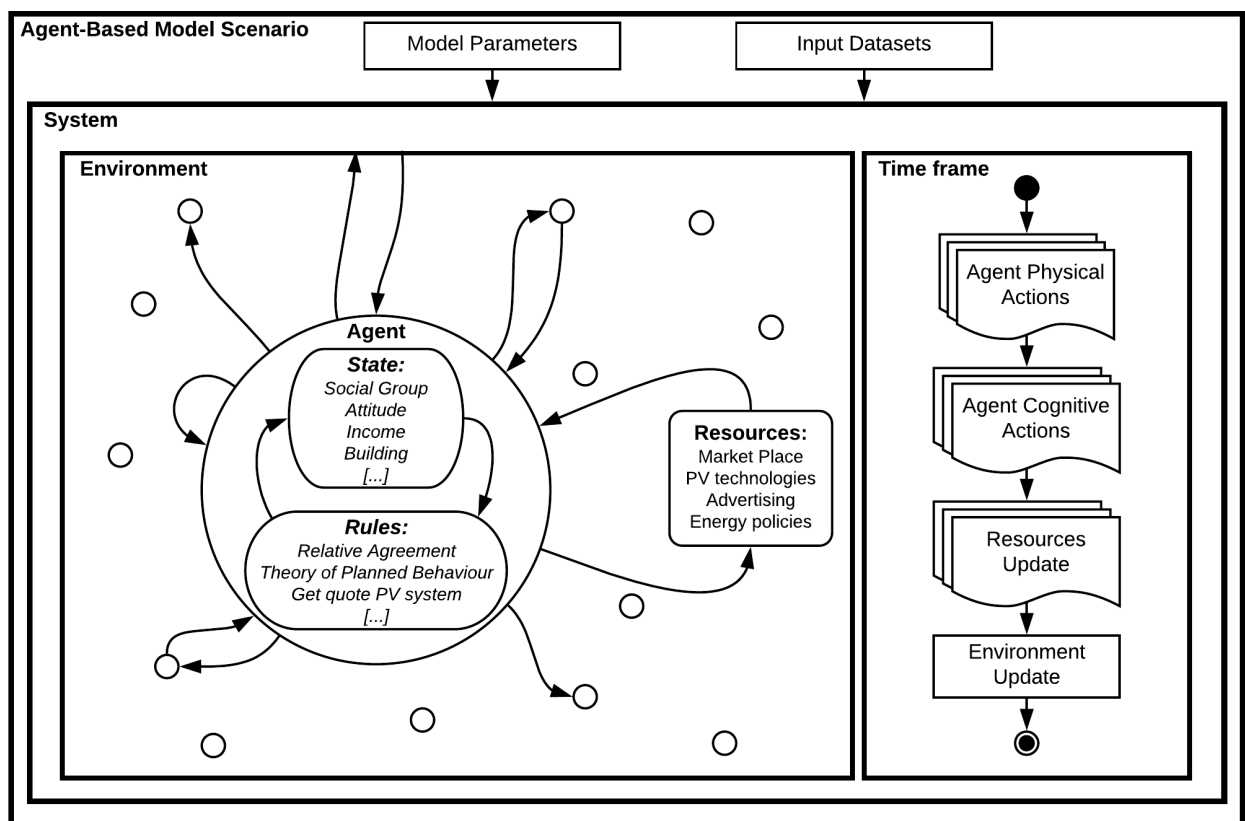 Agent-Based Model Scenario
Model Parameters
Input Datasets
System
Environment
Agent
State:
Social Group
Attitude
Income
Building
[...]
Rules:
Relative Agreement
Theory of Planned Behaviour
Get quote PV system
[...]
Resources:
Market Place
PV technologies
Advertising
Energy policies
Time frame
Agent Physical
Actions
Agent Cognitive
Actions
Resources
Update
Environment
Update